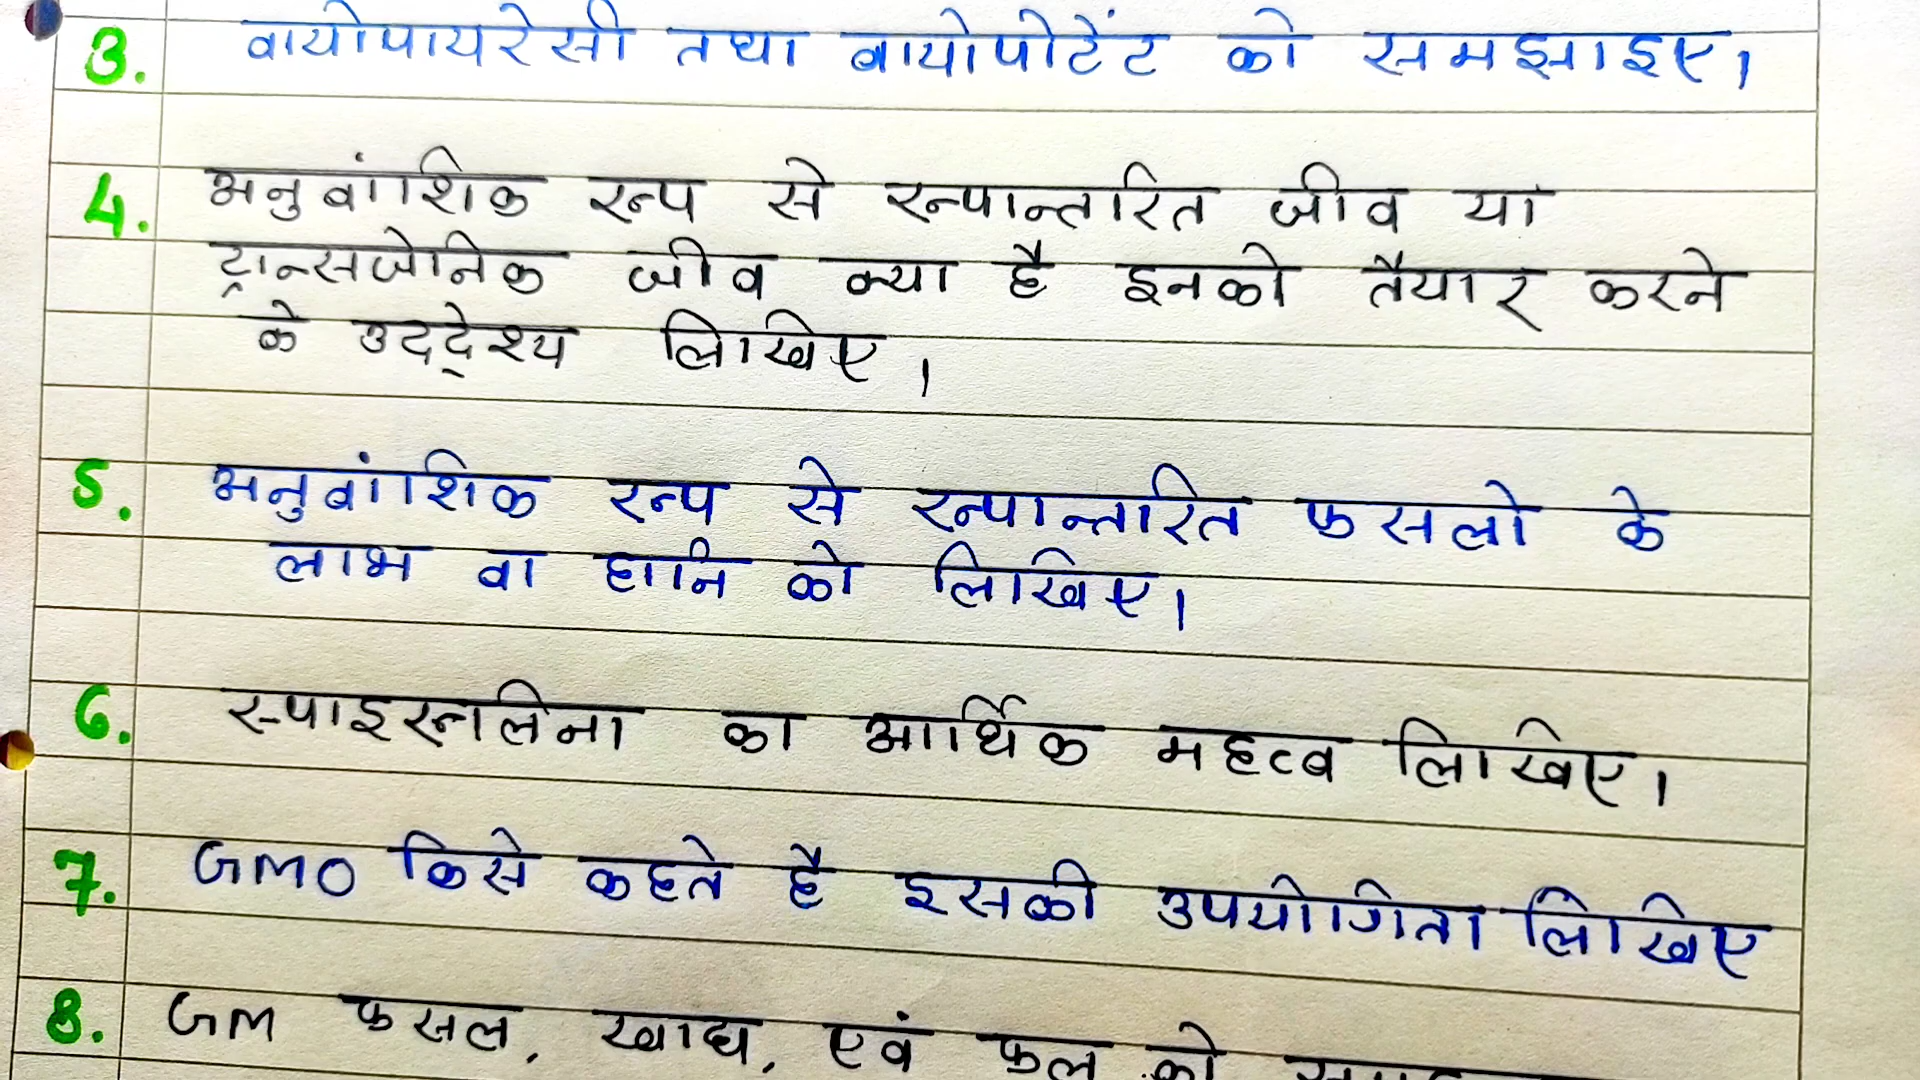 3. वायोपायरेसी तथा बायोपोटेंट को समझाइए।
4. अनुवांशिक रूप से रूपान्तरित जीव या
ट्रान्सजेनिक जीव क्या है इनको तैयार करने
के उद्देश्य लिखिए।
5. अनुवांशिक रूप से रूपान्तरित फसलो के
लाभ वा हानि को लिखिए।
6. स्पाइरूलिना का आर्थिक महत्व लिखिए।
7. GMO किसे कहते है इसकी उपयोगिता लिखिए
8. GM फसल, खाद्य, एवं फुल को